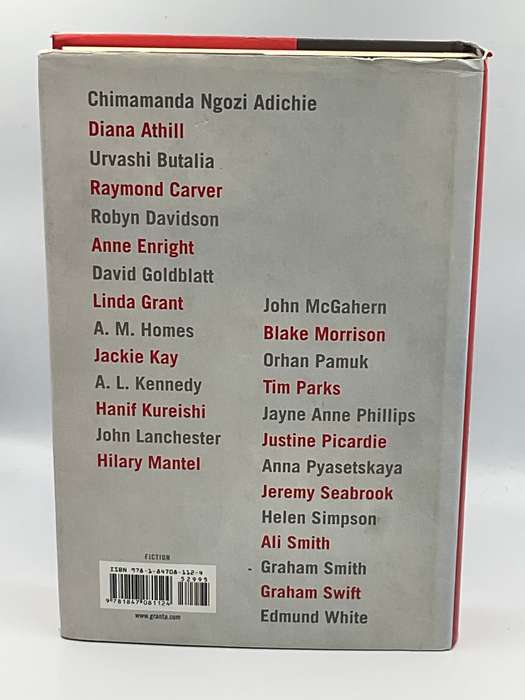 Chimamanda Ngozi Adichie
Diana Athill
Urvashi Butalia
Raymond Carver
Robyn Davidson
Anne Enright
David Goldblatt
Linda Grant
A. M. Homes
Jackie Kay
A. L. Kennedy
Hanif Kureishi
John Lanchester
Hilary Mantel
John McGahern
Blake Morrison
Orhan Pamuk
Tim Parks
Jayne Anne Phillips
Justine Picardie
Anna Pyasetskaya
Jeremy Seabrook
Helen Simpson
Ali Smith
Graham Smith
Graham Swift
Edmund White
FICTION
ISBN 978-1-84708-112-4
52995
9 781847 081124
www.granta.com